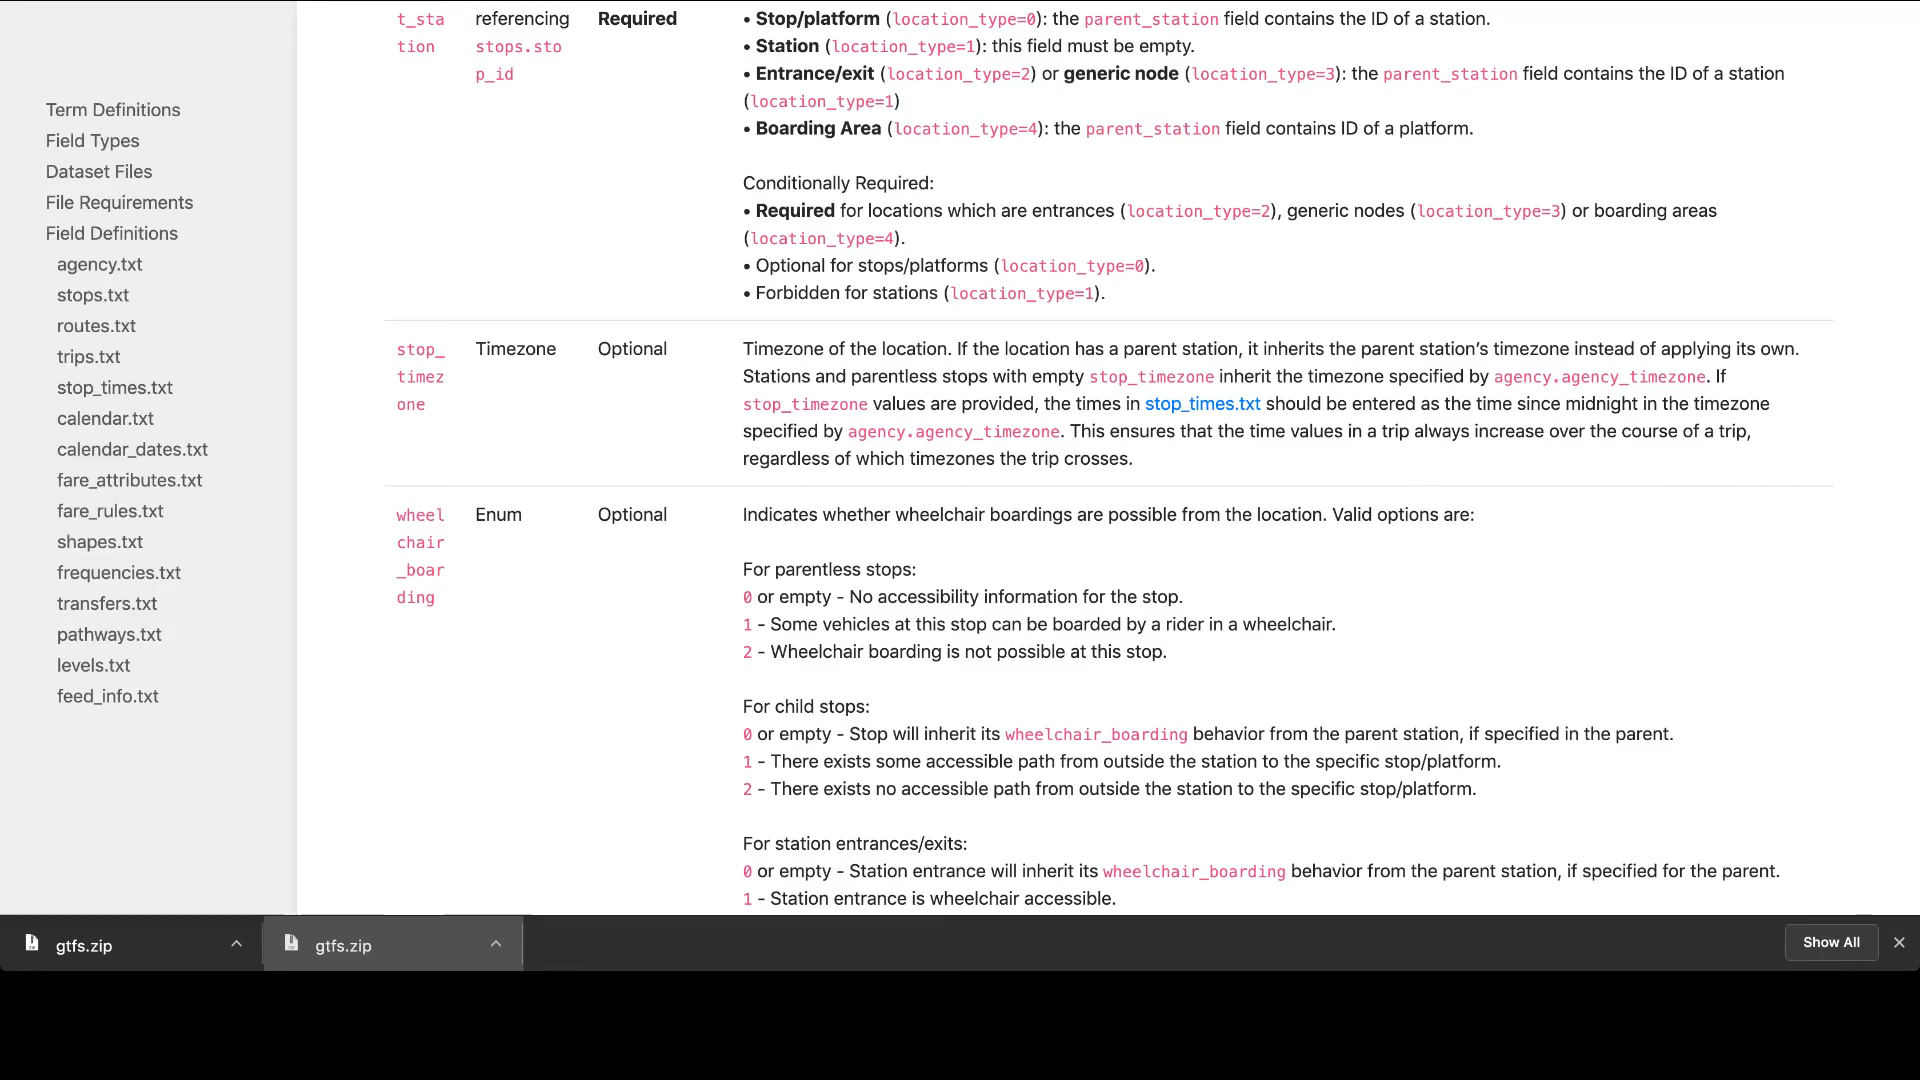 Term Definitions
Field Types
Dataset Files
File Requirements
Field Definitions
agency.txt
stops.txt
routes.txt
trips.txt
stop_times.txt
calendar.txt
calendar_dates.txt
fare_attributes.txt
fare_rules.txt
shapes.txt
frequencies.txt
transfers.txt
pathways.txt
levels.txt
feed_info.txt
t_sta
tion
referencing
stops.sto
p_id
Required
• Stop/platform (location_type=0): the parent_station field contains the ID of a station.
• Station (location_type=1): this field must be empty.
• Entrance/exit (location_type=2) or generic node (location_type=3): the parent_station field contains the ID of a station
(location_type=1)
• Boarding Area (location_type=4): the parent_station field contains ID of a platform.
Conditionally Required:
• Required for locations which are entrances (location_type=2), generic nodes (location_type=3) or boarding areas
(location_type=4).
• Optional for stops/platforms (location_type=0).
• Forbidden for stations (location_type=1).
stop_
timez
one
Timezone
Optional
Timezone of the location. If the location has a parent station, it inherits the parent station’s timezone instead of applying its own.
Stations and parentless stops with empty stop_timezone inherit the timezone specified by agency.agency_timezone. If
stop_timezone values are provided, the times in stop_times.txt should be entered as the time since midnight in the timezone
specified by agency.agency_timezone. This ensures that the time values in a trip always increase over the course of a trip,
regardless of which timezones the trip crosses.
wheel
chair
_boar
ding
Enum
Optional
Indicates whether wheelchair boardings are possible from the location. Valid options are:
For parentless stops:
0 or empty - No accessibility information for the stop.
1 - Some vehicles at this stop can be boarded by a rider in a wheelchair.
2 - Wheelchair boarding is not possible at this stop.
For child stops:
0 or empty - Stop will inherit its wheelchair_boarding behavior from the parent station, if specified in the parent.
1 - There exists some accessible path from outside the station to the specific stop/platform.
2 - There exists no accessible path from outside the station to the specific stop/platform.
For station entrances/exits:
0 or empty - Station entrance will inherit its wheelchair_boarding behavior from the parent station, if specified for the parent.
1 - Station entrance is wheelchair accessible.
gtfs.zip
gtfs.zip
Show All